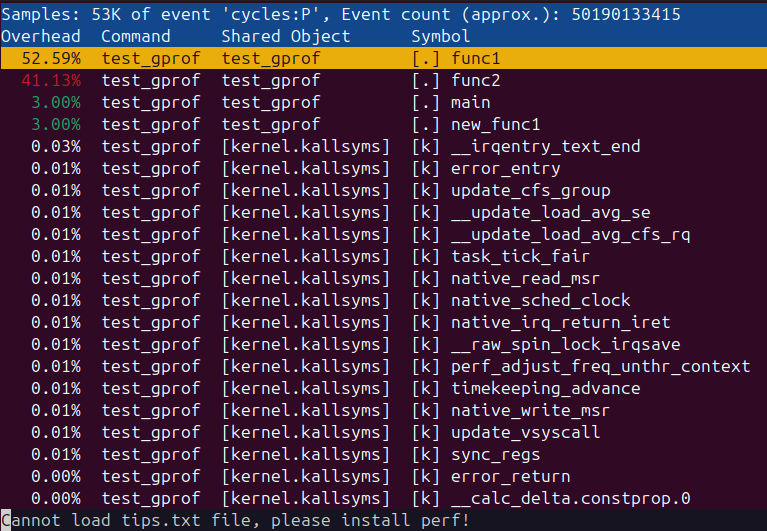 Samples: 53K of event 'cycles:P', Event count (approx.): 50190133415
Overhead  Command     Shared Object      Symbol
  52.59%  test_gprof  test_gprof         [.] func1
  41.13%  test_gprof  test_gprof         [.] func2
   3.00%  test_gprof  test_gprof         [.] main
   3.00%  test_gprof  test_gprof         [.] new_func1
   0.03%  test_gprof  [kernel.kallsyms]  [k] __irqentry_text_end
   0.01%  test_gprof  [kernel.kallsyms]  [k] error_entry
   0.01%  test_gprof  [kernel.kallsyms]  [k] update_cfs_group
   0.01%  test_gprof  [kernel.kallsyms]  [k] __update_load_avg_se
   0.01%  test_gprof  [kernel.kallsyms]  [k] __update_load_avg_cfs_rq
   0.01%  test_gprof  [kernel.kallsyms]  [k] task_tick_fair
   0.01%  test_gprof  [kernel.kallsyms]  [k] native_read_msr
   0.01%  test_gprof  [kernel.kallsyms]  [k] native_sched_clock
   0.01%  test_gprof  [kernel.kallsyms]  [k] native_irq_return_iret
   0.01%  test_gprof  [kernel.kallsyms]  [k] __raw_spin_lock_irqsave
   0.01%  test_gprof  [kernel.kallsyms]  [k] perf_adjust_freq_unthr_context
   0.01%  test_gprof  [kernel.kallsyms]  [k] timekeeping_advance
   0.01%  test_gprof  [kernel.kallsyms]  [k] native_write_msr
   0.01%  test_gprof  [kernel.kallsyms]  [k] update_vsyscall
   0.01%  test_gprof  [kernel.kallsyms]  [k] sync_regs
   0.00%  test_gprof  [kernel.kallsyms]  [k] error_return
   0.00%  test_gprof  [kernel.kallsyms]  [k] __calc_delta.constprop.0
Cannot load tips.txt file, please install perf!